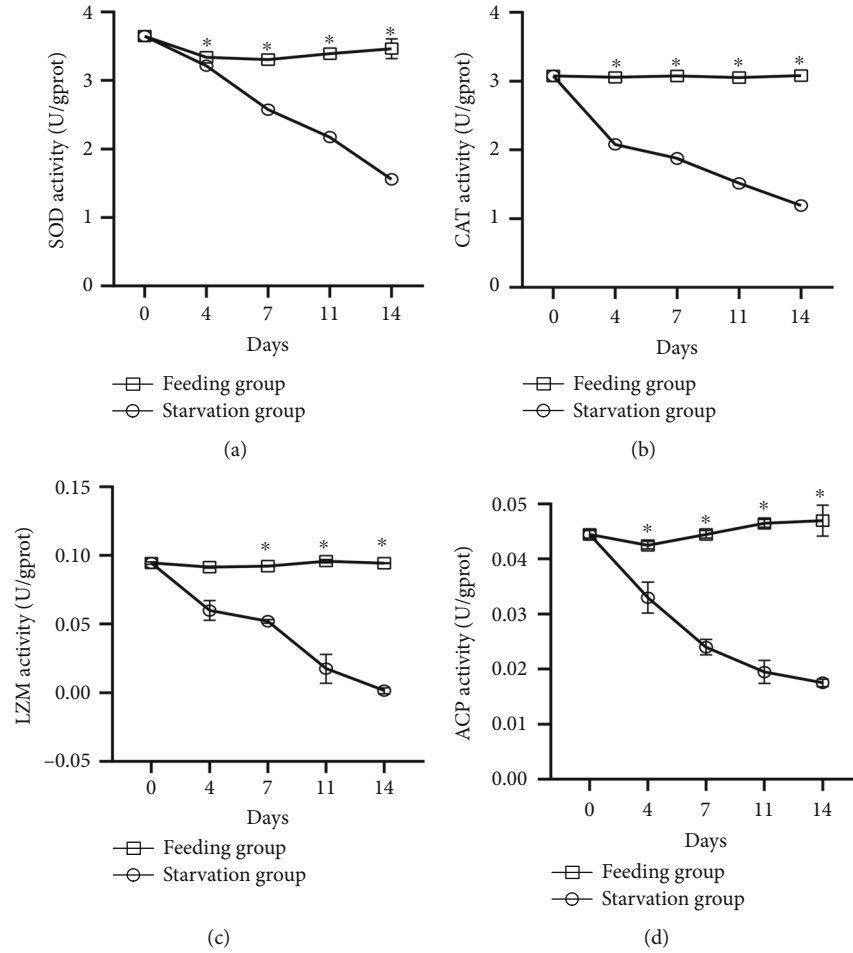 4
3
2
1
0
SOD activity (U/gprot)
* * * *
0 4 7 11 14
Days
Feeding group
Starvation group
(a)
4
3
2
1
0
CAT activity (U/gprot)
* * * *
0 4 7 11 14
Days
Feeding group
Starvation group
(b)
0.15
0.10
0.05
0.00
−0.05
LZM activity (U/gprot)
* * *
0 4 7 11 14
Days
Feeding group
Starvation group
(c)
0.05
0.04
0.03
0.02
0.01
0.00
ACP activity (U/gprot)
* * * *
0 4 7 11 14
Days
Feeding group
Starvation group
(d)